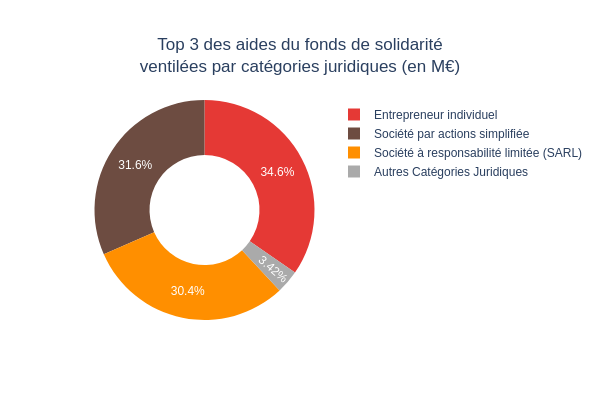 Top 3 des aides du fonds de solidarité
ventilées par catégories juridiques (en M€)
Entrepreneur individuel
Société par actions simplifiée
Société à responsabilité limitée (SARL)
Autres Catégories Juridiques
31.6%
34.6%
3.42%
30.4%